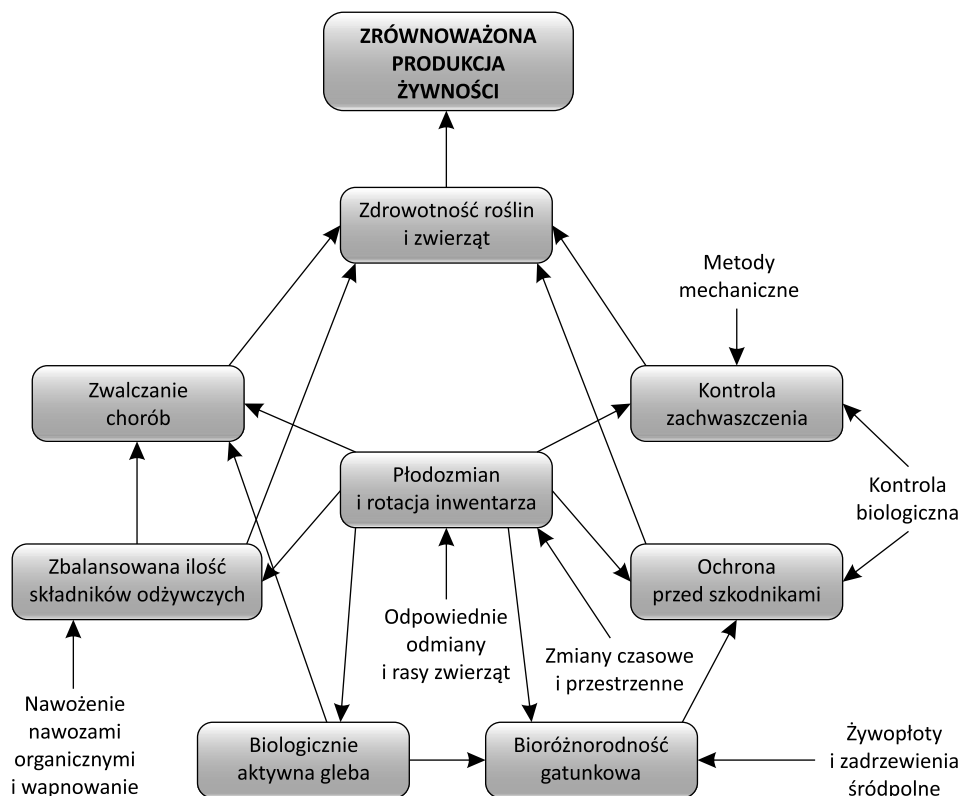 ZRÓWNOWAŻONA
PRODUKCJA
ŻYWNOŚCI
Zdrowotność roślin
i zwierząt
Metody
mechaniczne
Zwalczanie
chorób
Kontrola
zachwaszczenia
Płodozmian
i rotacja inwentarza
Kontrola
biologiczna
Zbalansowana ilość
składników odżywczych
Ochrona
przed szkodnikami
Odpowiednie
odmiany
i rasy zwierząt
Zmiany czasowe
i przestrzenne
Nawożenie
nawozami
organicznymi
i wapnowanie
Biologicznie
aktywna gleba
Bioróżnorodność
gatunkowa
Żywopłoty
i zadrzewienia
śródpolne